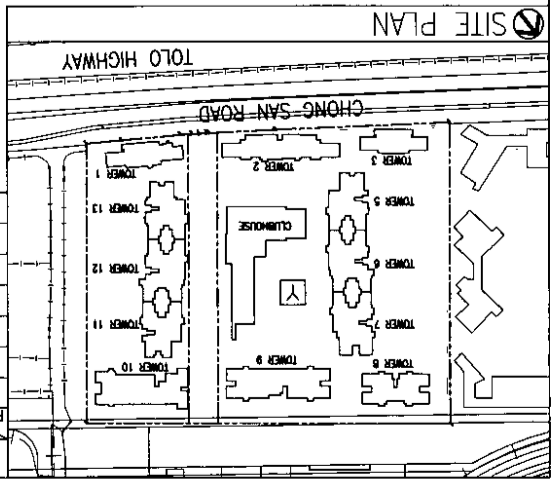 TOWER 8
TOWER 9
TOWER 10
TOWER 7
TOWER 11
TOWER 6
TOWER 12
TOWER 5
CLUBHOUSE
TOWER 13
TOWER 3
TOWER 2
TOWER 1
CHONG SAN ROAD
TOLO HIGHWAY
SITE PLAN